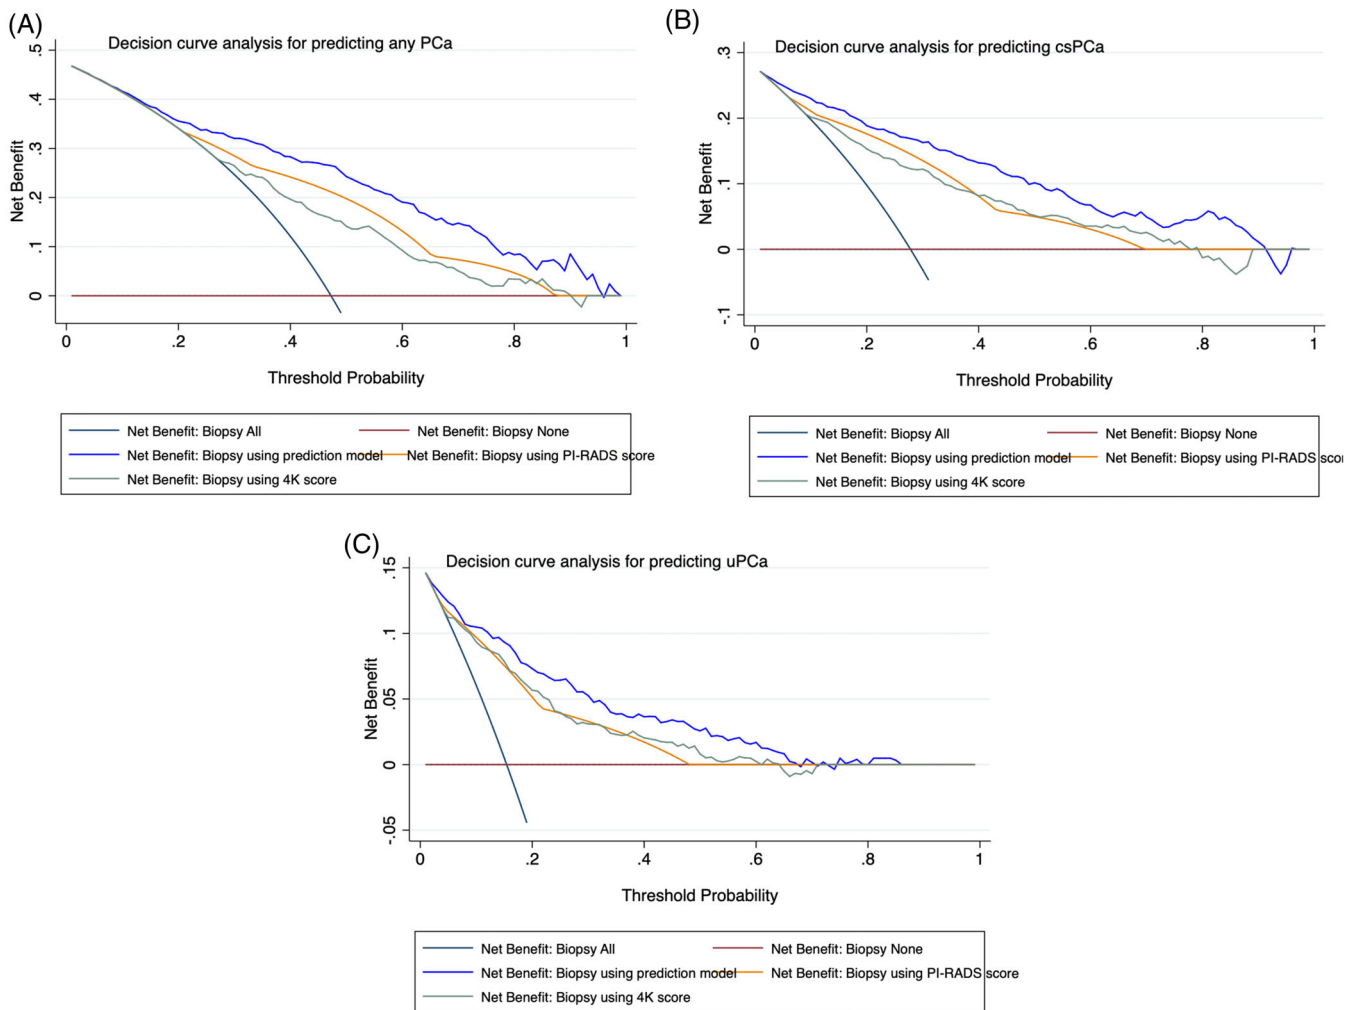 (A)
Decision curve analysis for predicting any PCa
.5
.4
.3
.2
.1
0
Net Benefit
0 .2 .4 .6 .8 1
Threshold Probability
Net Benefit: Biopsy All
Net Benefit: Biopsy None
Net Benefit: Biopsy using prediction model
Net Benefit: Biopsy using PI-RADS score
Net Benefit: Biopsy using 4K score
(B)
Decision curve analysis for predicting csPCa
.3
.2
.1
0
-.1
Net Benefit
0 .2 .4 .6 .8 1
Threshold Probability
Net Benefit: Biopsy All
Net Benefit: Biopsy None
Net Benefit: Biopsy using prediction model
Net Benefit: Biopsy using PI-RADS scor
Net Benefit: Biopsy using 4K score
(C)
Decision curve analysis for predicting uPCa
.15
.1
.05
0
-.05
Net Benefit
0 .2 .4 .6 .8 1
Threshold Probability
Net Benefit: Biopsy All
Net Benefit: Biopsy None
Net Benefit: Biopsy using prediction model
Net Benefit: Biopsy using PI-RADS score
Net Benefit: Biopsy using 4K score